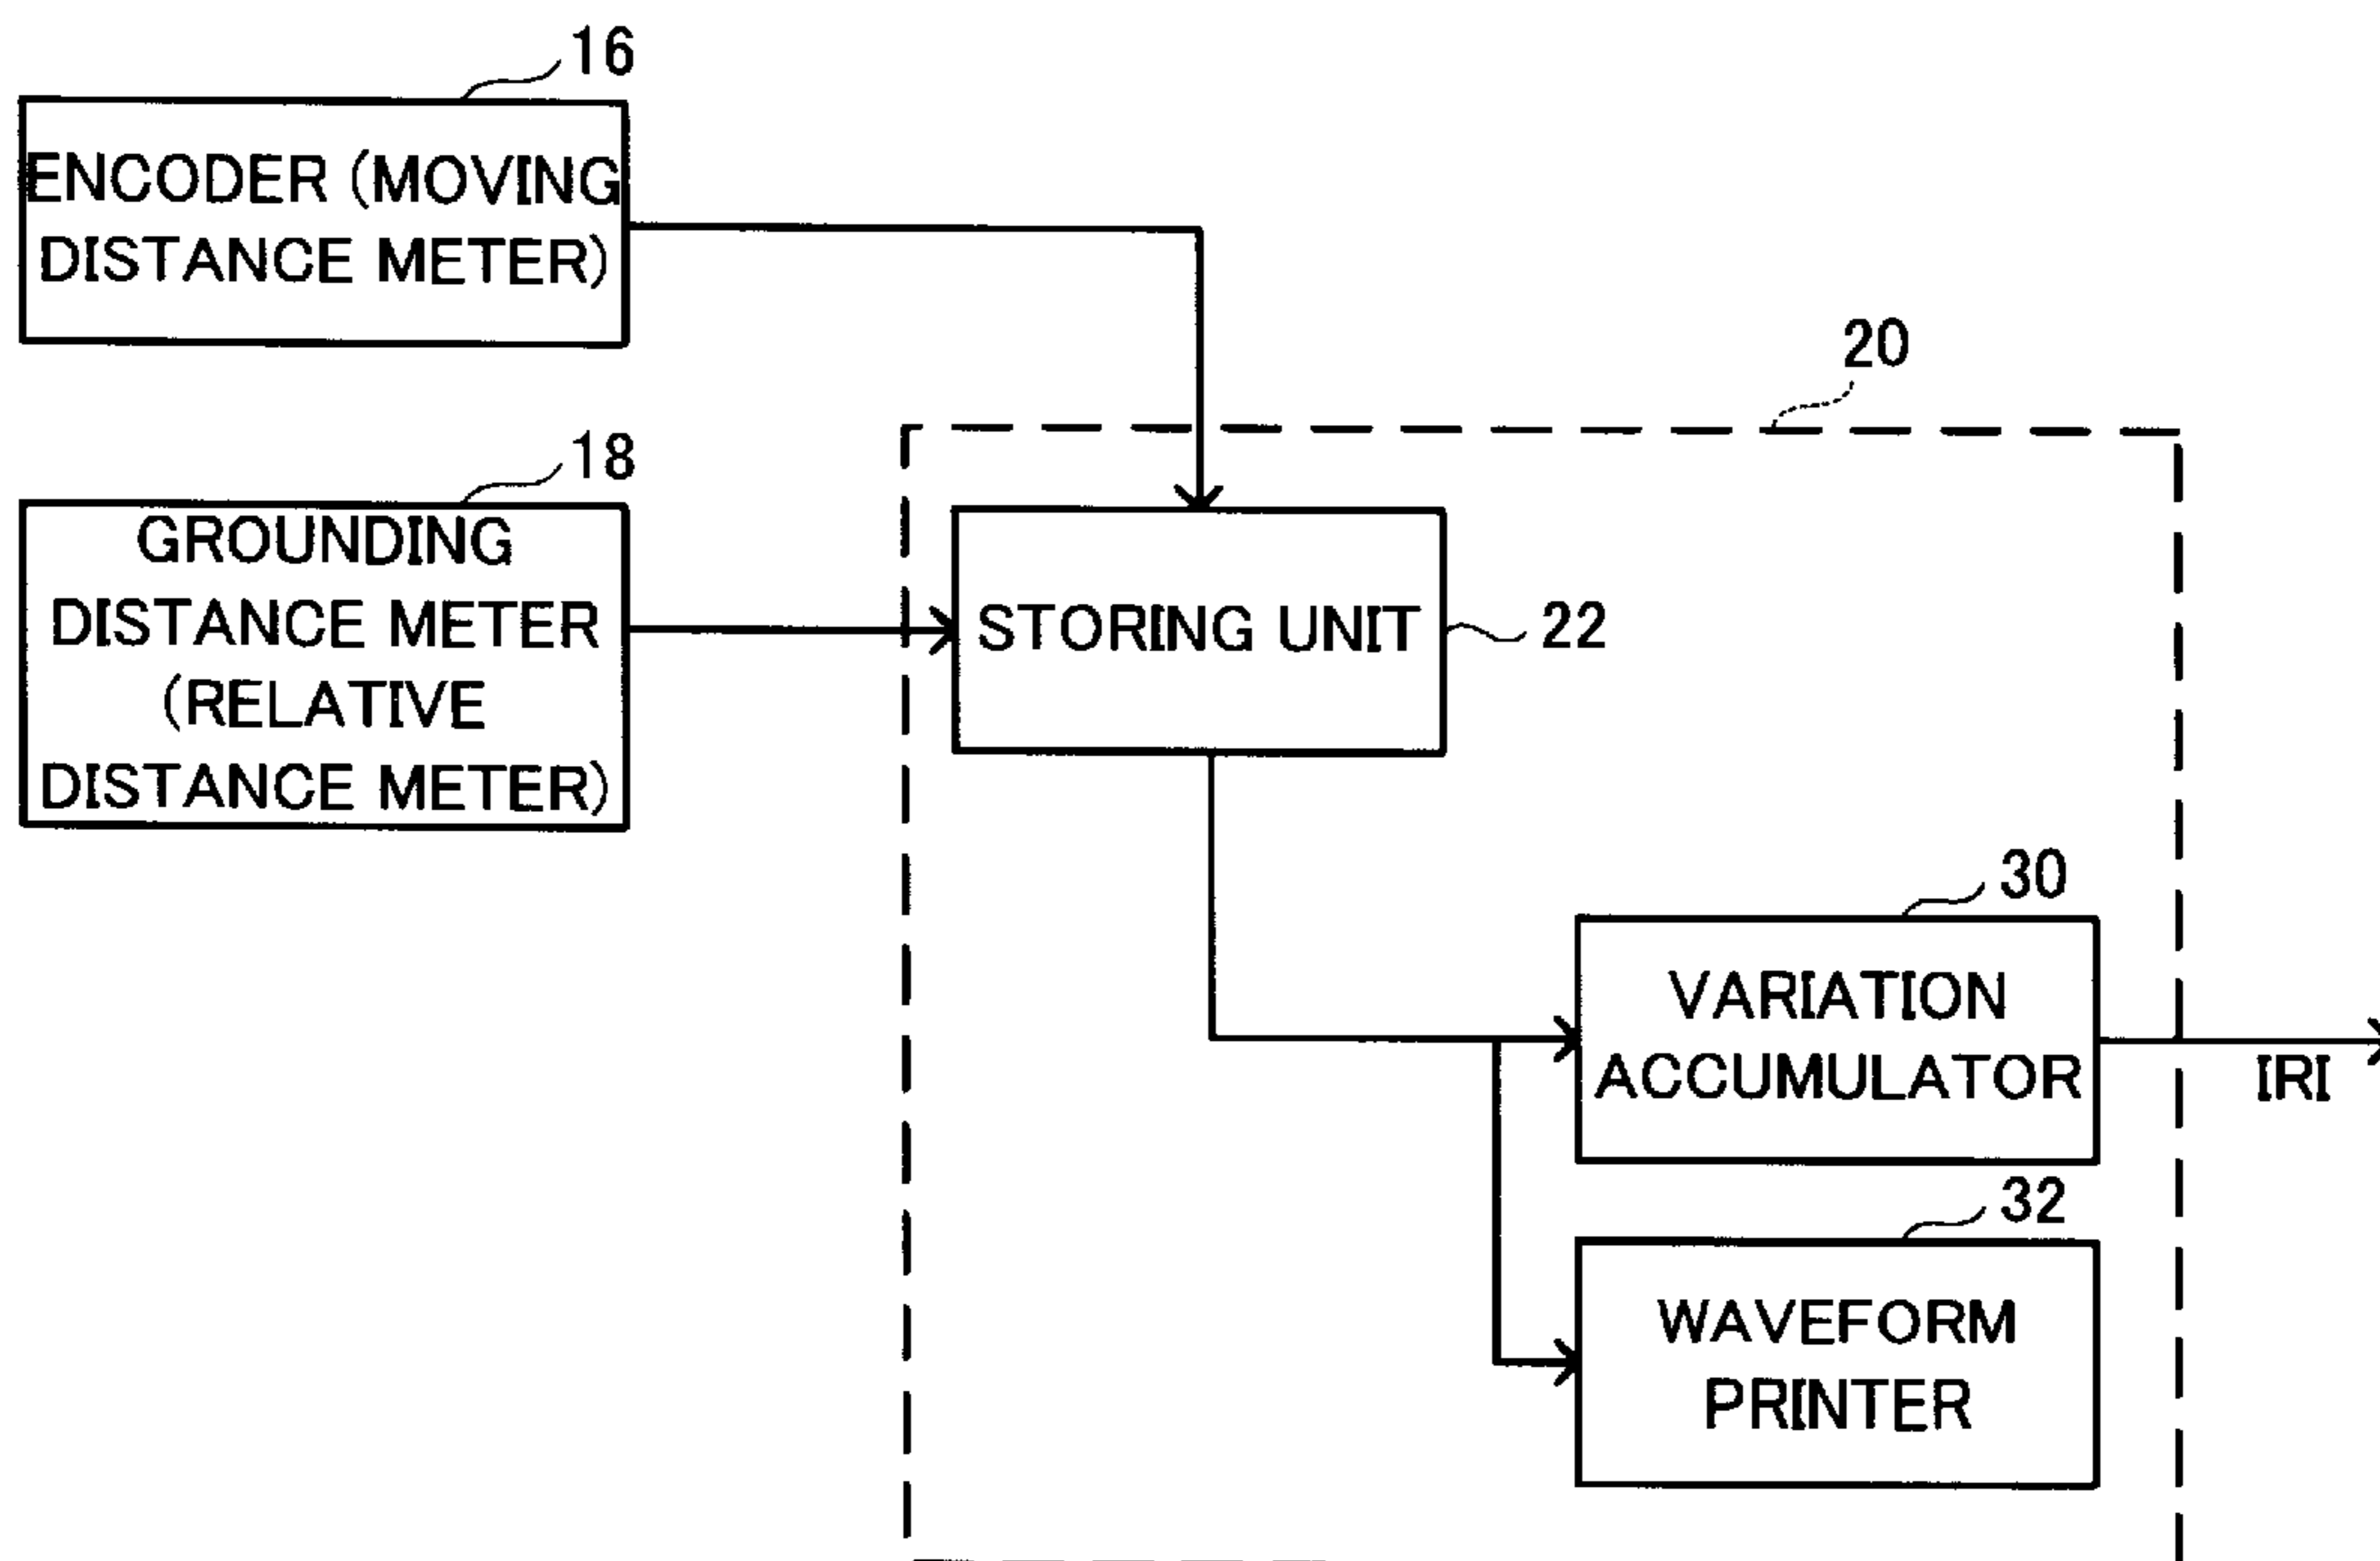 16
ENCODER (MOVING
DISTANCE METER)
20
18
GROUNDING
DISTANCE METER
(RELATIVE
DISTANCE METER)
STORING UNIT
22
30
VARIATION
ACCUMULATOR
IRI
32
WAVEFORM
PRINTER